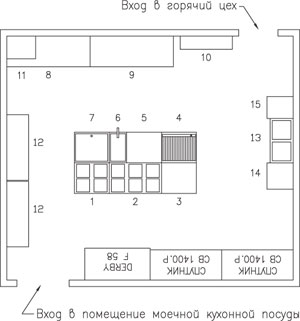 Вход в горячий цех
10
11
8
9
15
7
6
5
4
12
13
14
12
1
2
3
DERBY
F 58
СПУТНИК
СВ 1400.Р
СПУТНИК
СВ 1400.Р
Вход в помещение моечной кухонной посуды